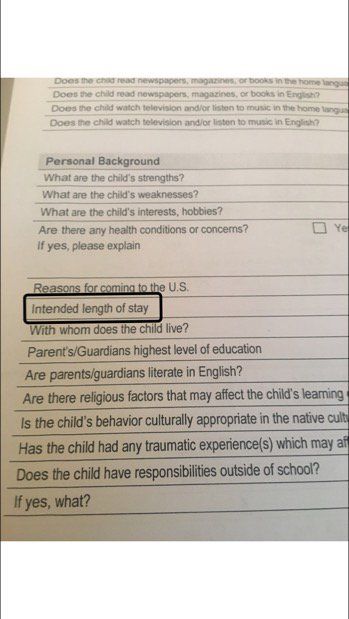 Does the child read newspapers, magazines, or books in the home langua
Does the child read newspapers, magazines, or books in English?
Does the child watch television and/or listen to music in the home langua
Does the child watch television and/or listen to music in English?
Personal Background
What are the child's strengths?
What are the child's weaknesses?
What are the child's interests, hobbies?
Are there any health conditions or concerns? Ye
If yes, please explain
Reasons for coming to the U.S.
Intended length of stay
With whom does the child live?
Parent's/Guardians highest level of education
Are parents/guardians literate in English?
Are there religious factors that may affect the child's learning
Is the child's behavior culturally appropriate in the native cultu
Has the child had any traumatic experience(s) which may aff
Does the child have responsibilities outside of school?
If yes, what?